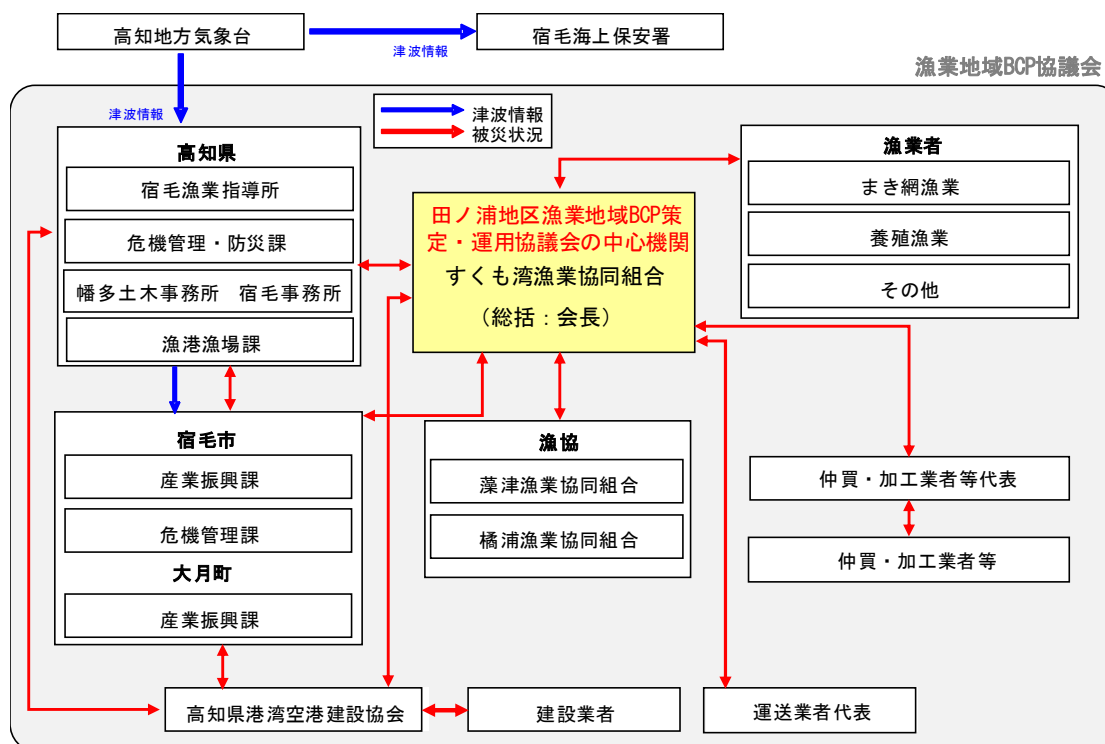 高知地方気象台
宿毛海上保安署
津波情報
漁業地域BCP協議会
津波情報
津波情報
被災状況
高知県
宿毛漁業指導所
危機管理・防災課
幡多土木事務所 宿毛事務所
漁港漁場課
田ノ浦地区漁業地域BCP策
定・運用協議会の中心機関
すくも湾漁業協同組合
(総括:会長)
漁業者
まき網漁業
養殖漁業
その他
宿毛市
産業振興課
危機管理課
大月町
産業振興課
漁協
藻津漁業協同組合
橘浦漁業協同組合
仲買・加工業者等代表
仲買・加工業者等
高知県港湾空港建設協会
建設業者
運送業者代表